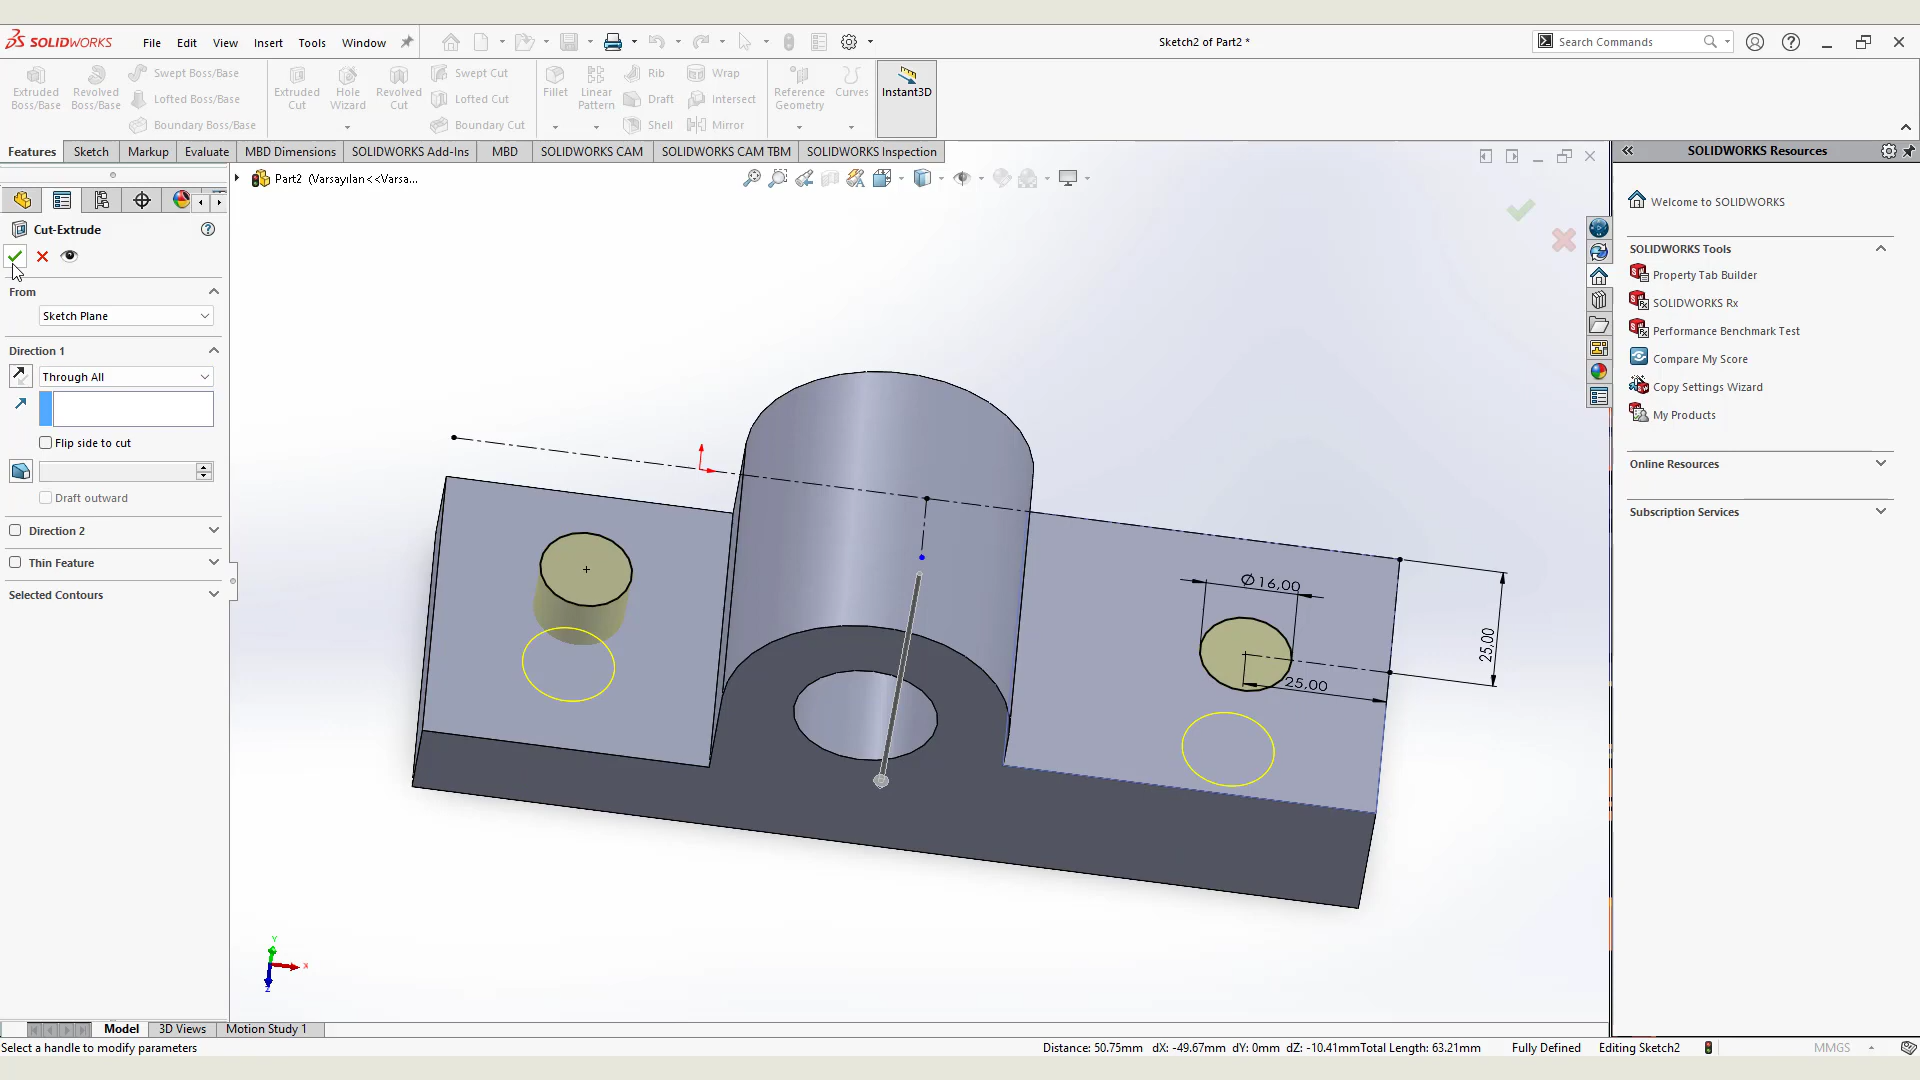 SOLIDWORKS File Edit View Insert Tools Window Sketch2 of Part2 * Search Commands
Extruded Boss/Base Revolved Boss/Base Swept Boss/Base Lofted Boss/Base Boundary Boss/Base Extruded Cut Hole Wizard Revolved Cut Swept Cut Lofted Cut Boundary Cut Fillet Linear Pattern Rib Draft Shell Wrap Intersect Mirror Reference Geometry Curves Instant3D
Features Sketch Markup Evaluate MBD Dimensions SOLIDWORKS Add-Ins MBD SOLIDWORKS CAM SOLIDWORKS CAM TBM SOLIDWORKS Inspection
SOLIDWORKS Resources
Part2 (Varsayılan<<Varsa...
Cut-Extrude
From
Sketch Plane
Direction 1
Through All
Flip side to cut
Draft outward
Direction 2
Thin Feature
Selected Contours
Ø16,00
25,00
25,00
Y
X
Z
Welcome to SOLIDWORKS
SOLIDWORKS Tools
Property Tab Builder
SOLIDWORKS Rx
Performance Benchmark Test
Compare My Score
Copy Settings Wizard
My Products
Online Resources
Subscription Services
Model 3D Views Motion Study 1
Select a handle to modify parameters Distance: 50.75mm dX: -49.67mm dY: 0mm dZ: -10.41mmTotal Length: 63.21mm Fully Defined Editing Sketch2 MMGS